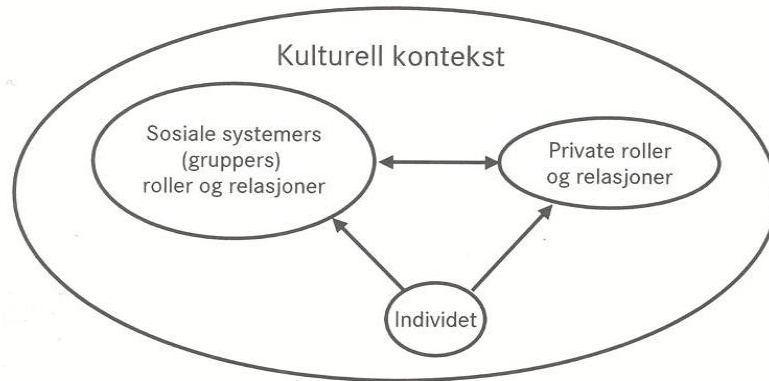 Kulturell kontekst
Sosiale systemers
(gruppers)
roller og relasjoner
Private roller
og relasjoner
Individet